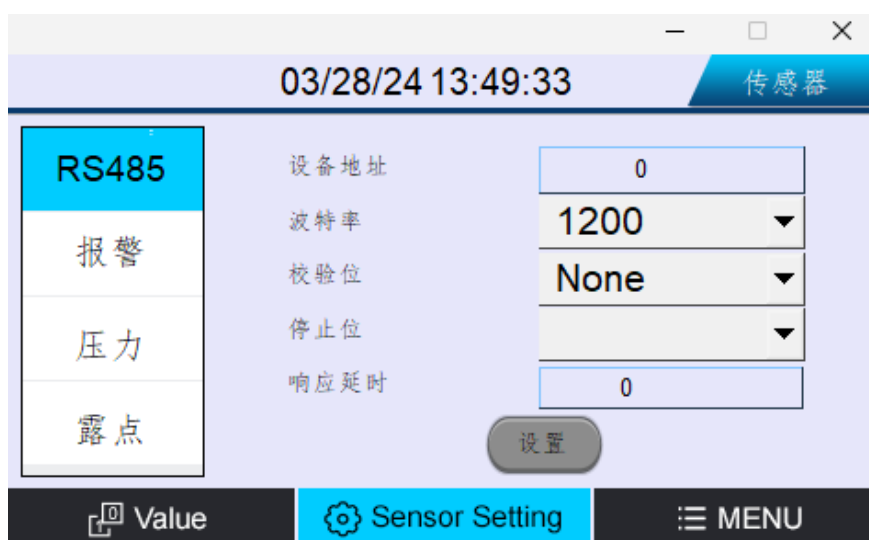 03/28/24 13:49:33
传感器
RS485
报警
压力
露点
设备地址
0
波特率
1200
校验位
None
停止位
响应延时
0
设置
Value
Sensor Setting
MENU